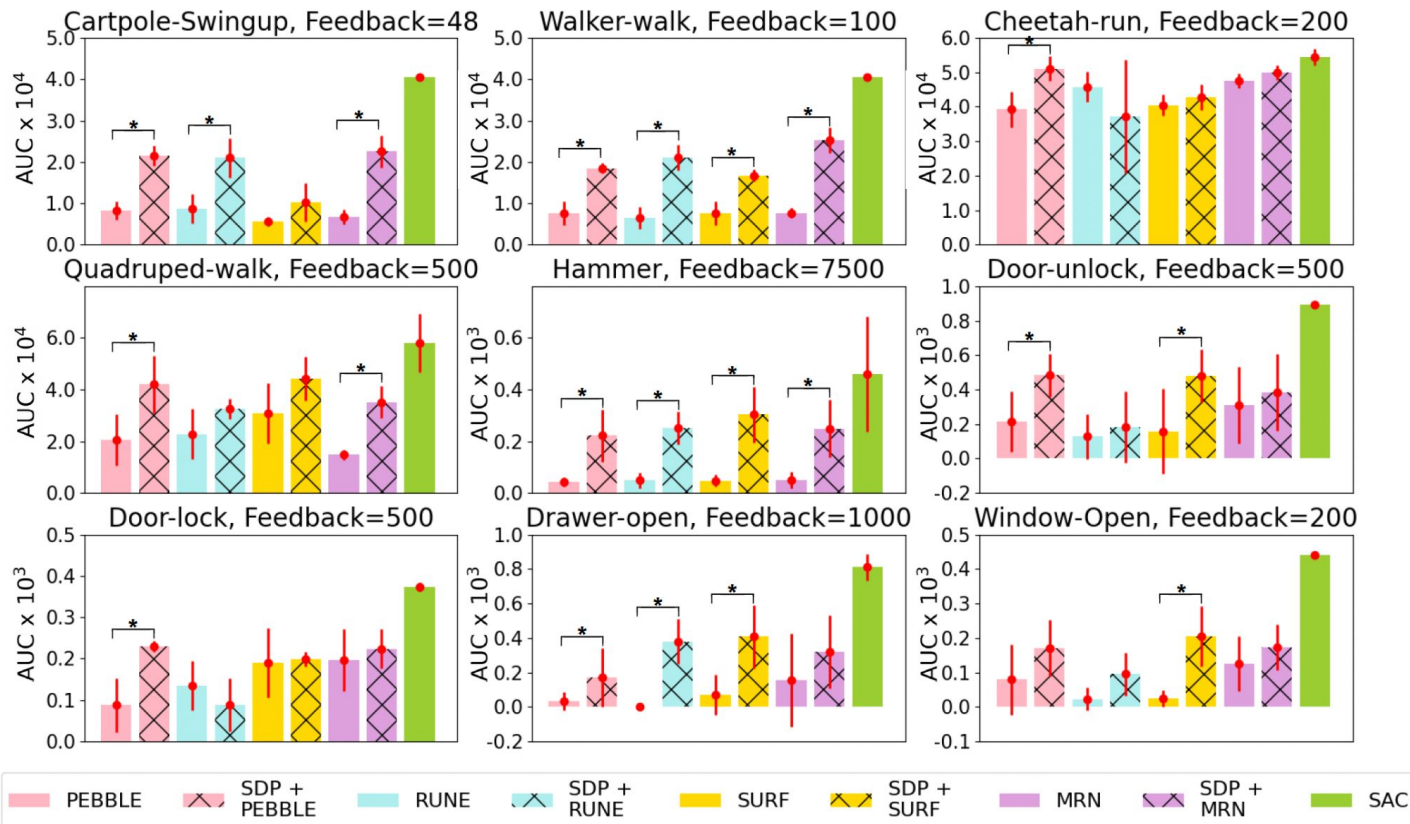 Cartpole-Swingup, Feedback=48
AUC x 10^4
5.0
4.0
3.0
2.0
1.0
0.0
*
*
*
Walker-walk, Feedback=100
AUC x 10^4
5.0
4.0
3.0
2.0
1.0
0.0
*
*
*
*
Cheetah-run, Feedback=200
AUC x 10^4
6.0
5.0
4.0
3.0
2.0
1.0
0.0
*
Quadruped-walk, Feedback=500
AUC x 10^4
6.0
4.0
2.0
0.0
*
*
Hammer, Feedback=7500
AUC x 10^3
0.6
0.4
0.2
0.0
*
*
*
*
Door-unlock, Feedback=500
AUC x 10^3
1.0
0.8
0.6
0.4
0.2
0.0
-0.2
*
*
Door-lock, Feedback=500
AUC x 10^3
0.5
0.4
0.3
0.2
0.1
0.0
*
Drawer-open, Feedback=1000
AUC x 10^3
1.0
0.8
0.6
0.4
0.2
0.0
-0.2
*
*
*
Window-Open, Feedback=200
AUC x 10^3
0.5
0.4
0.3
0.2
0.1
0.0
-0.1
*
PEBBLE
SDP +
PEBBLE
RUNE
SDP +
RUNE
SURF
SDP +
SURF
MRN
SDP +
MRN
SAC